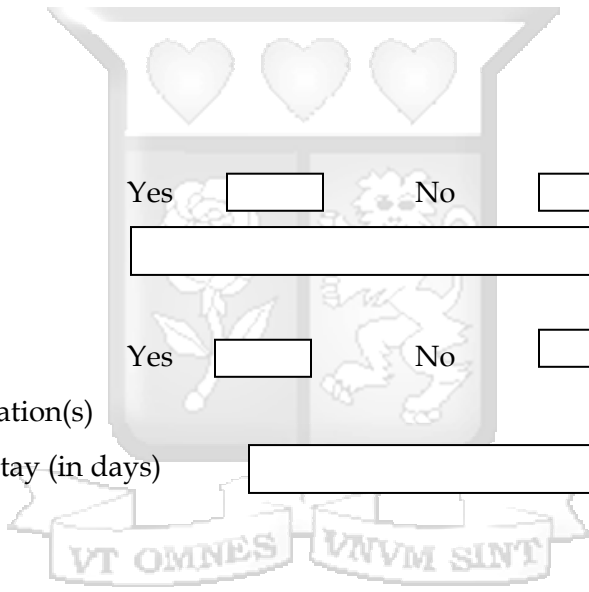 Yes No
Yes No
ation(s)
tay (in days)
VT OMNES VNVM SINT